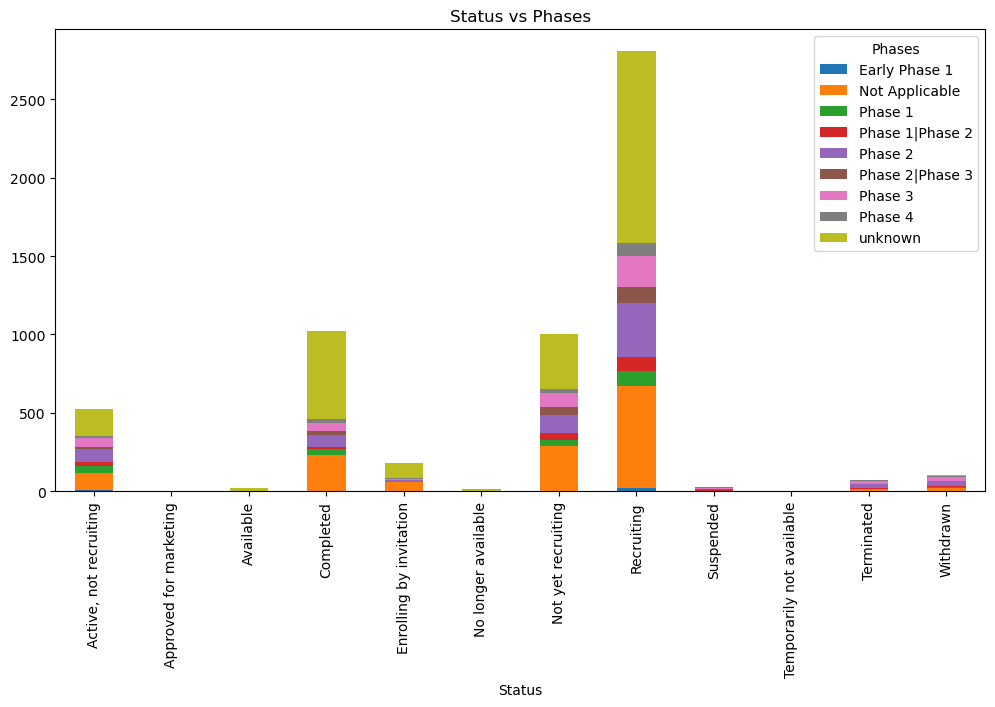 Status vs Phases
Phases
Early Phase 1
Not Applicable
Phase 1
Phase 1|Phase 2
Phase 2
Phase 2|Phase 3
Phase 3
Phase 4
unknown
2500
2000
1500
1000
500
0
Active, not recruiting
Approved for marketing
Available
Completed
Enrolling by invitation
No longer available
Not yet recruiting
Recruiting
Suspended
Temporarily not available
Terminated
Withdrawn
Status